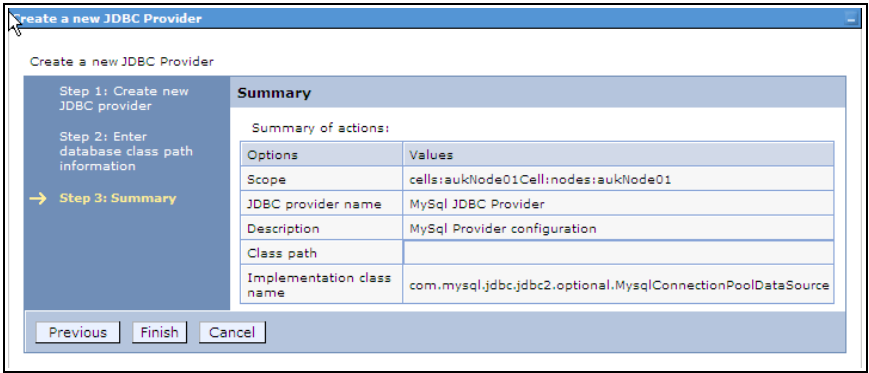 Create a new JDBC Provider
Create a new JDBC Provider
Step 1: Create new
JDBC provider
Step 2: Enter
database class path
information
Step 3: Summary
Summary
Summary of actions:
Options Values
Scope cells:aukNode01Cell:nodes:aukNode01
JDBC provider name MySql JDBC Provider
Description MySql Provider configuration
Class path
Implementation class
name com.mysql.jdbc.jdbc2.optional.MysqlConnectionPoolDataSource
Previous Finish Cancel